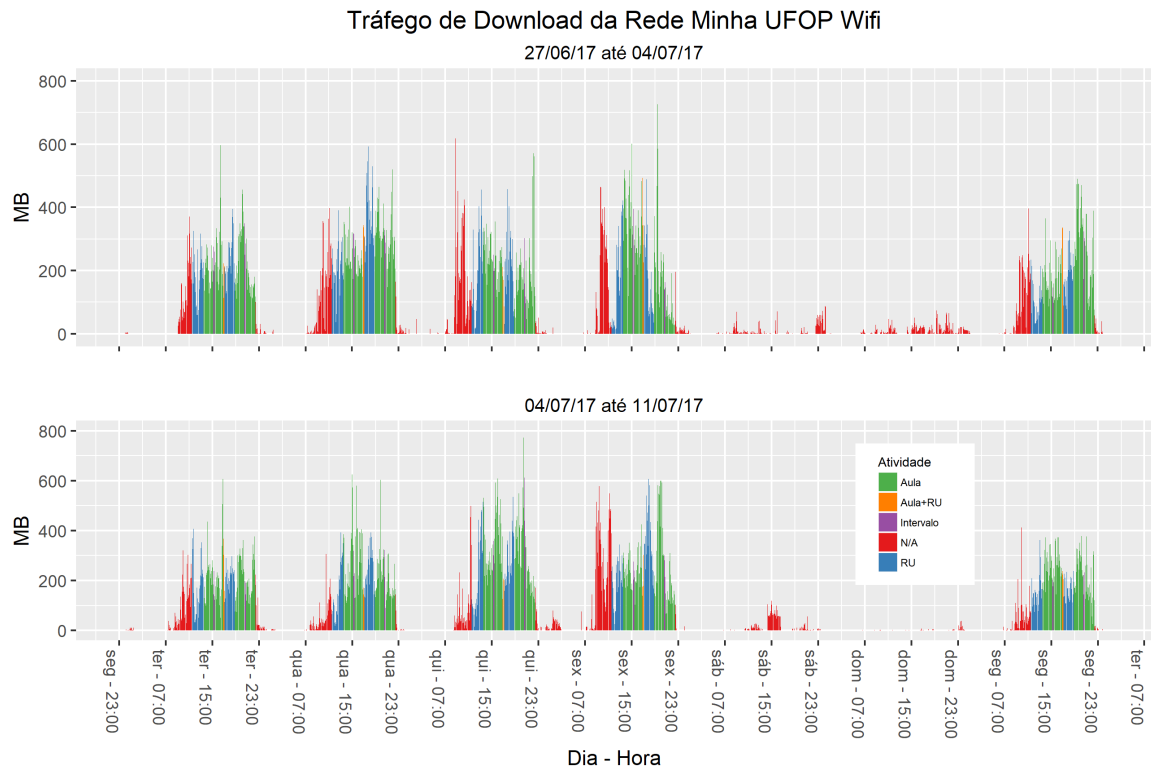 Tráfego de Download da Rede Minha UFOP Wifi
27/06/17 até 04/07/17
800
600
400
200
0
MB
04/07/17 até 11/07/17
800
600
400
200
0
MB
Atividade
Aula
Aula+RU
Intervalo
N/A
RU
seg - 23:00
ter - 07:00
ter - 15:00
ter - 23:00
qua - 07:00
qua - 15:00
qua - 23:00
qui - 07:00
qui - 15:00
qui - 23:00
sex - 07:00
sex - 15:00
sex - 23:00
sáb - 07:00
sáb - 15:00
sáb - 23:00
dom - 07:00
dom - 15:00
dom - 23:00
seg - 07:00
seg - 15:00
seg - 23:00
ter - 07:00
Dia - Hora